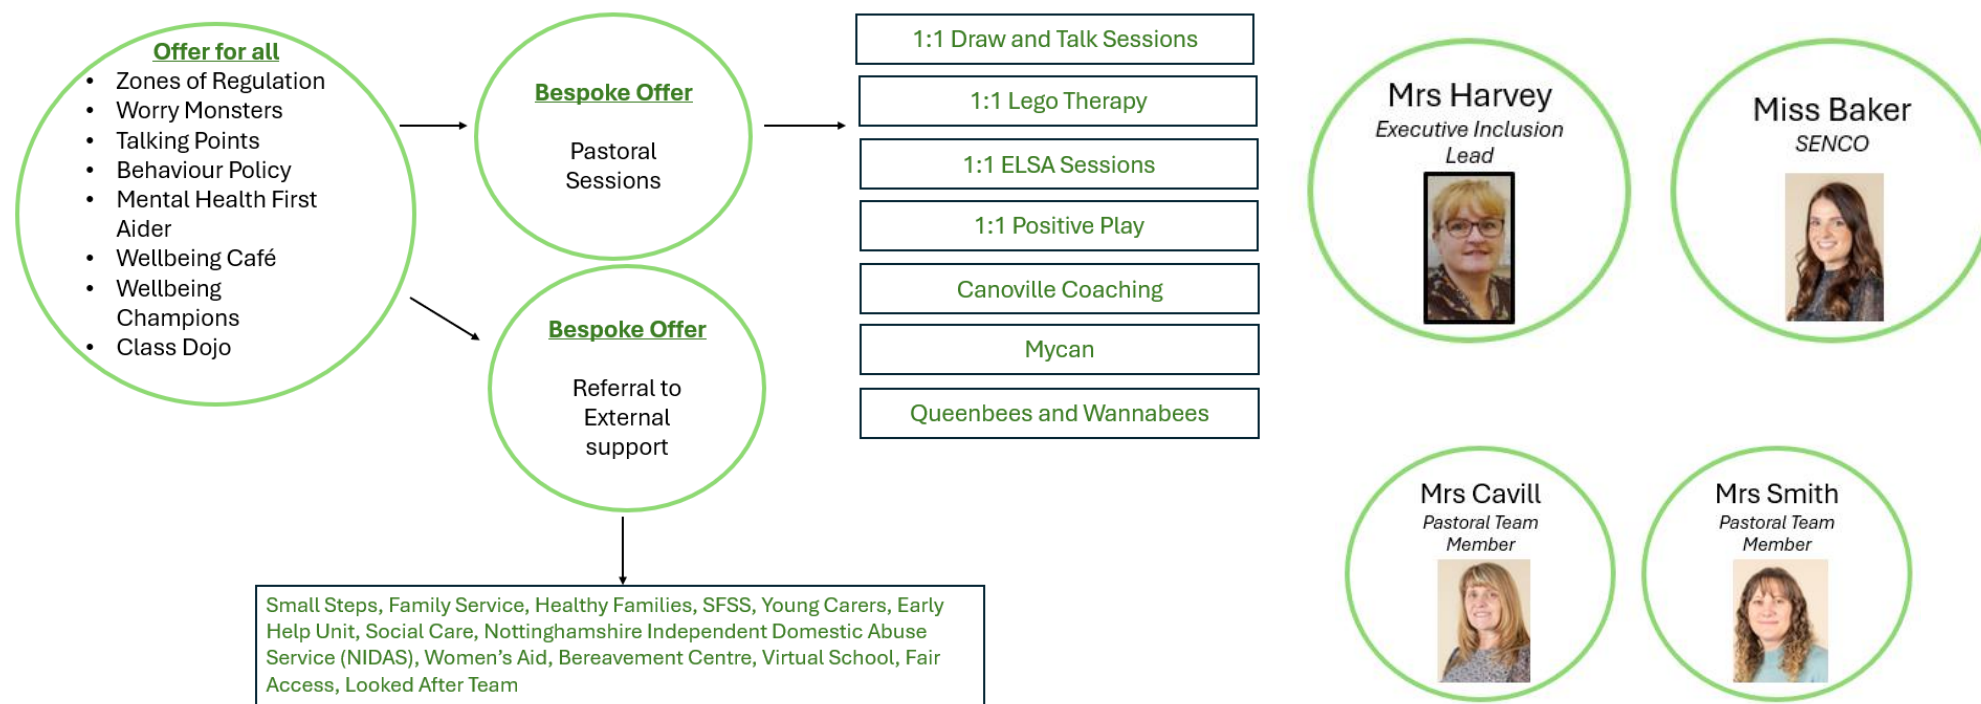 Offer for all
• Zones of Regulation
• Worry Monsters
• Talking Points
• Behaviour Policy
• Mental Health First
Aider
• Wellbeing Café
• Wellbeing
Champions
• Class Dojo
Bespoke Offer
Pastoral
Sessions
Bespoke Offer
Referral to
External
support
1:1 Draw and Talk Sessions
1:1 Lego Therapy
1:1 ELSA Sessions
1:1 Positive Play
Canoville Coaching
Mycan
Queenbees and Wannabees
Small Steps, Family Service, Healthy Families, SFSS, Young Carers, Early
Help Unit, Social Care, Nottinghamshire Independent Domestic Abuse
Service (NIDAS), Women’s Aid, Bereavement Centre, Virtual School, Fair
Access, Looked After Team
Mrs Harvey
Executive Inclusion
Lead
Miss Baker
SENCO
Mrs Cavill
Pastoral Team
Member
Mrs Smith
Pastoral Team
Member